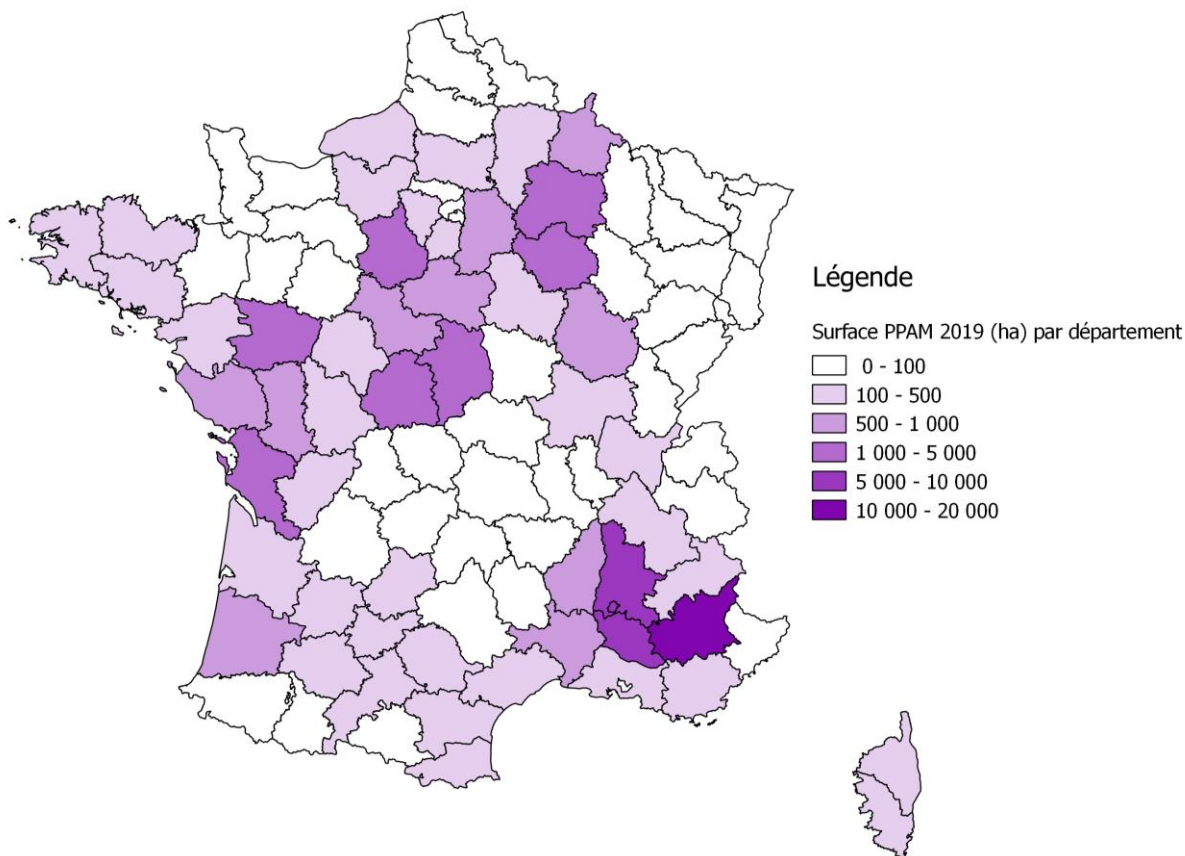 Légende
Surface PPAM 2019 (ha) par département
0 - 100
100 - 500
500 - 1 000
1 000 - 5 000
5 000 - 10 000
10 000 - 20 000